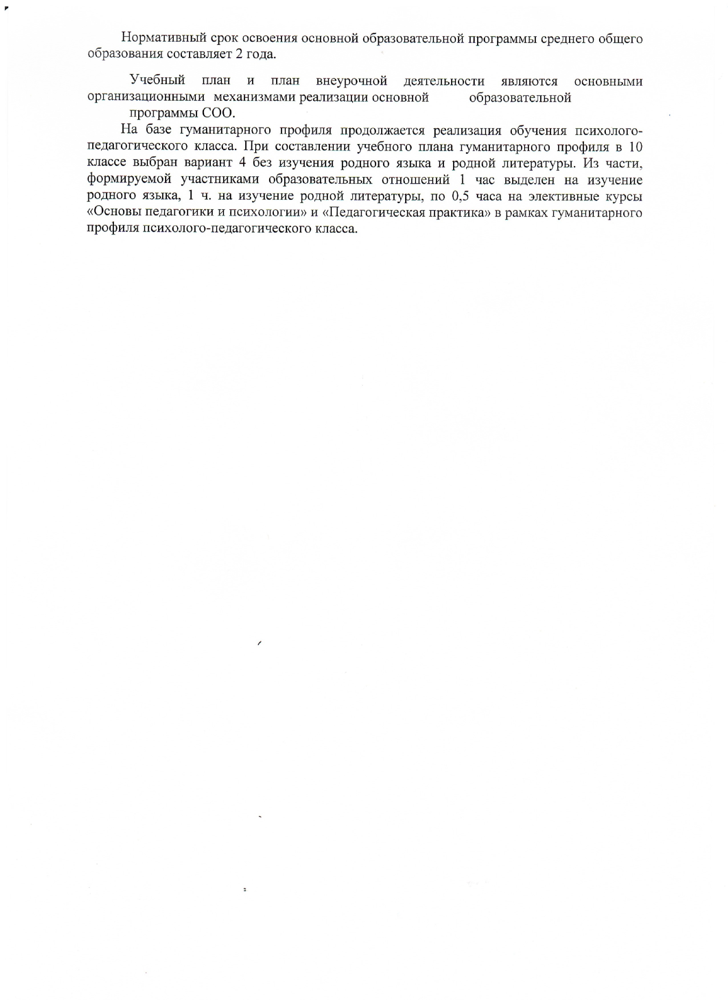 Нормативный срок освоения основной образовательной программы среднего общего
образования составляет 2 года.
Учебный план и план внеурочной деятельности являются основными
организационными механизмами реализации основной образовательной
программы СОО.
На базе гуманитарного профиля продолжается реализация обучения психолого-
педагогического класса. При составлении учебного плана гуманитарного профиля в 10
классе выбран вариант 4 без изучения родного языка и родной литературы. Из части,
формируемой участниками образовательных отношений 1 час выделен на изучение
родного языка, 1 ч. на изучение родной литературы, по 0,5 часа на элективные курсы
«Основы педагогики и психологии» и «Педагогическая практика» в рамках гуманитарного
профиля психолого-педагогического класса.